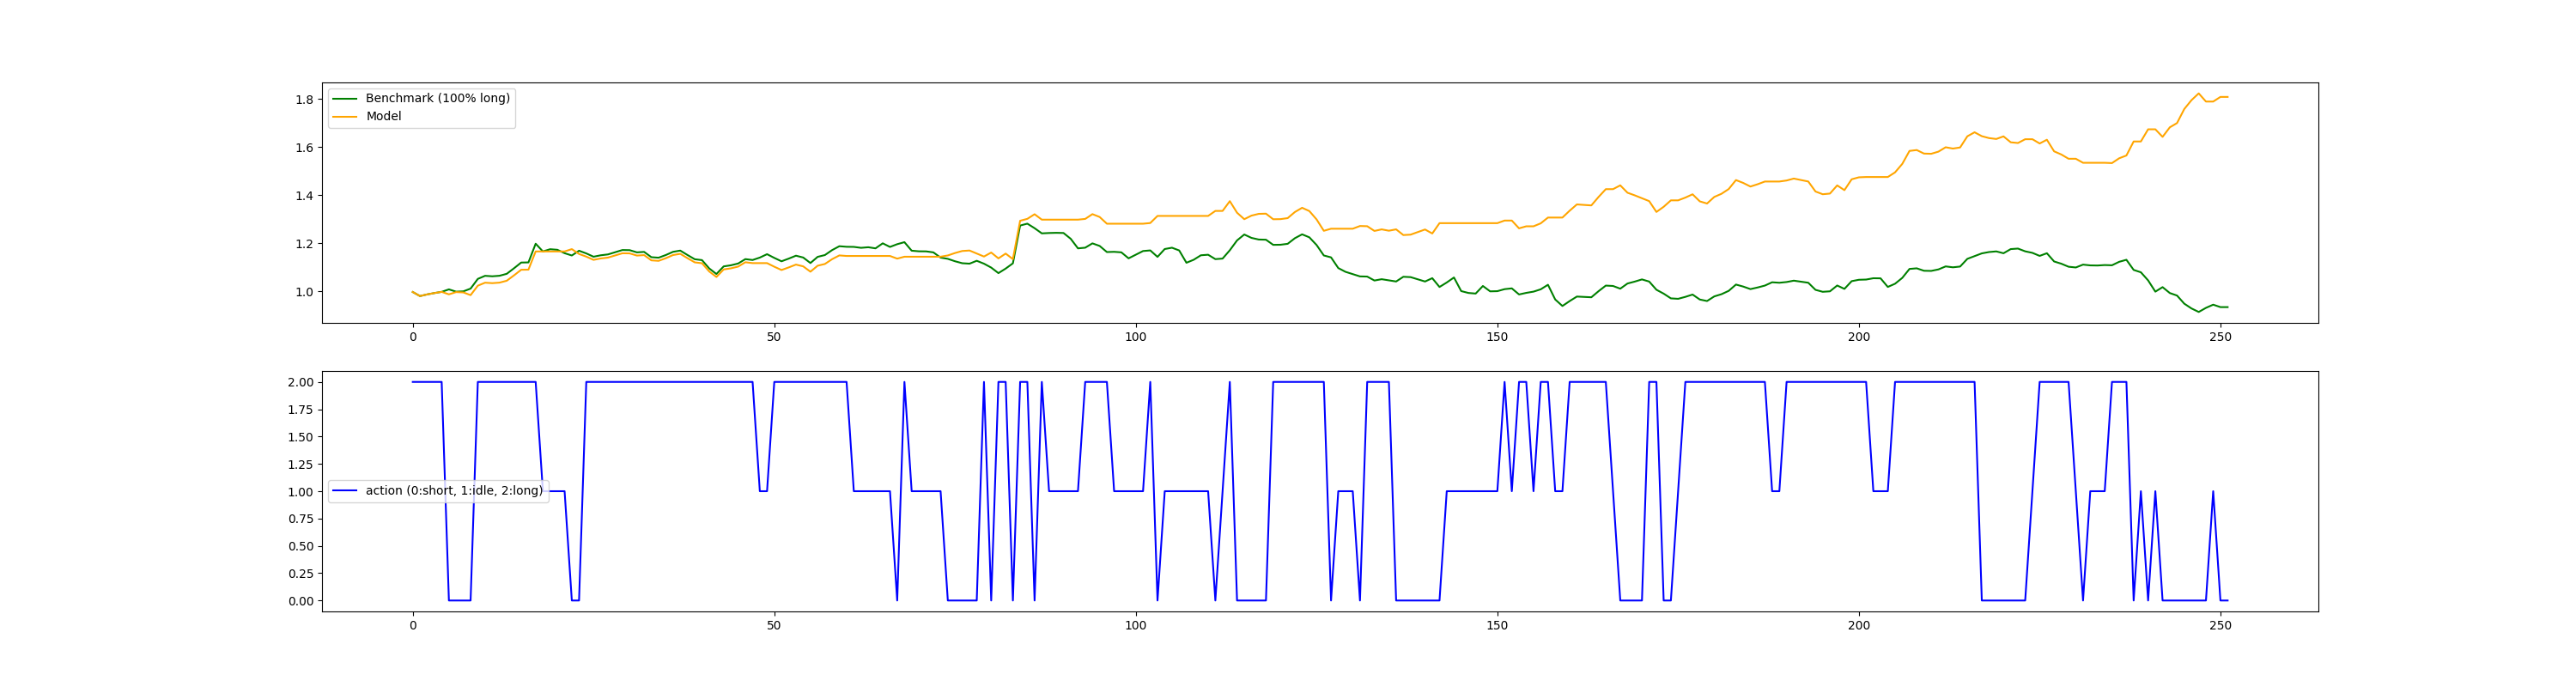 Benchmark (100% long)
Model
1.8
1.6
1.4
1.2
1.0
0 50 100 150 200 250
2.00
1.75
1.50
1.25
1.00
0.75
0.50
0.25
0.00
action (0:short, 1:idle, 2:long)
0 50 100 150 200 250